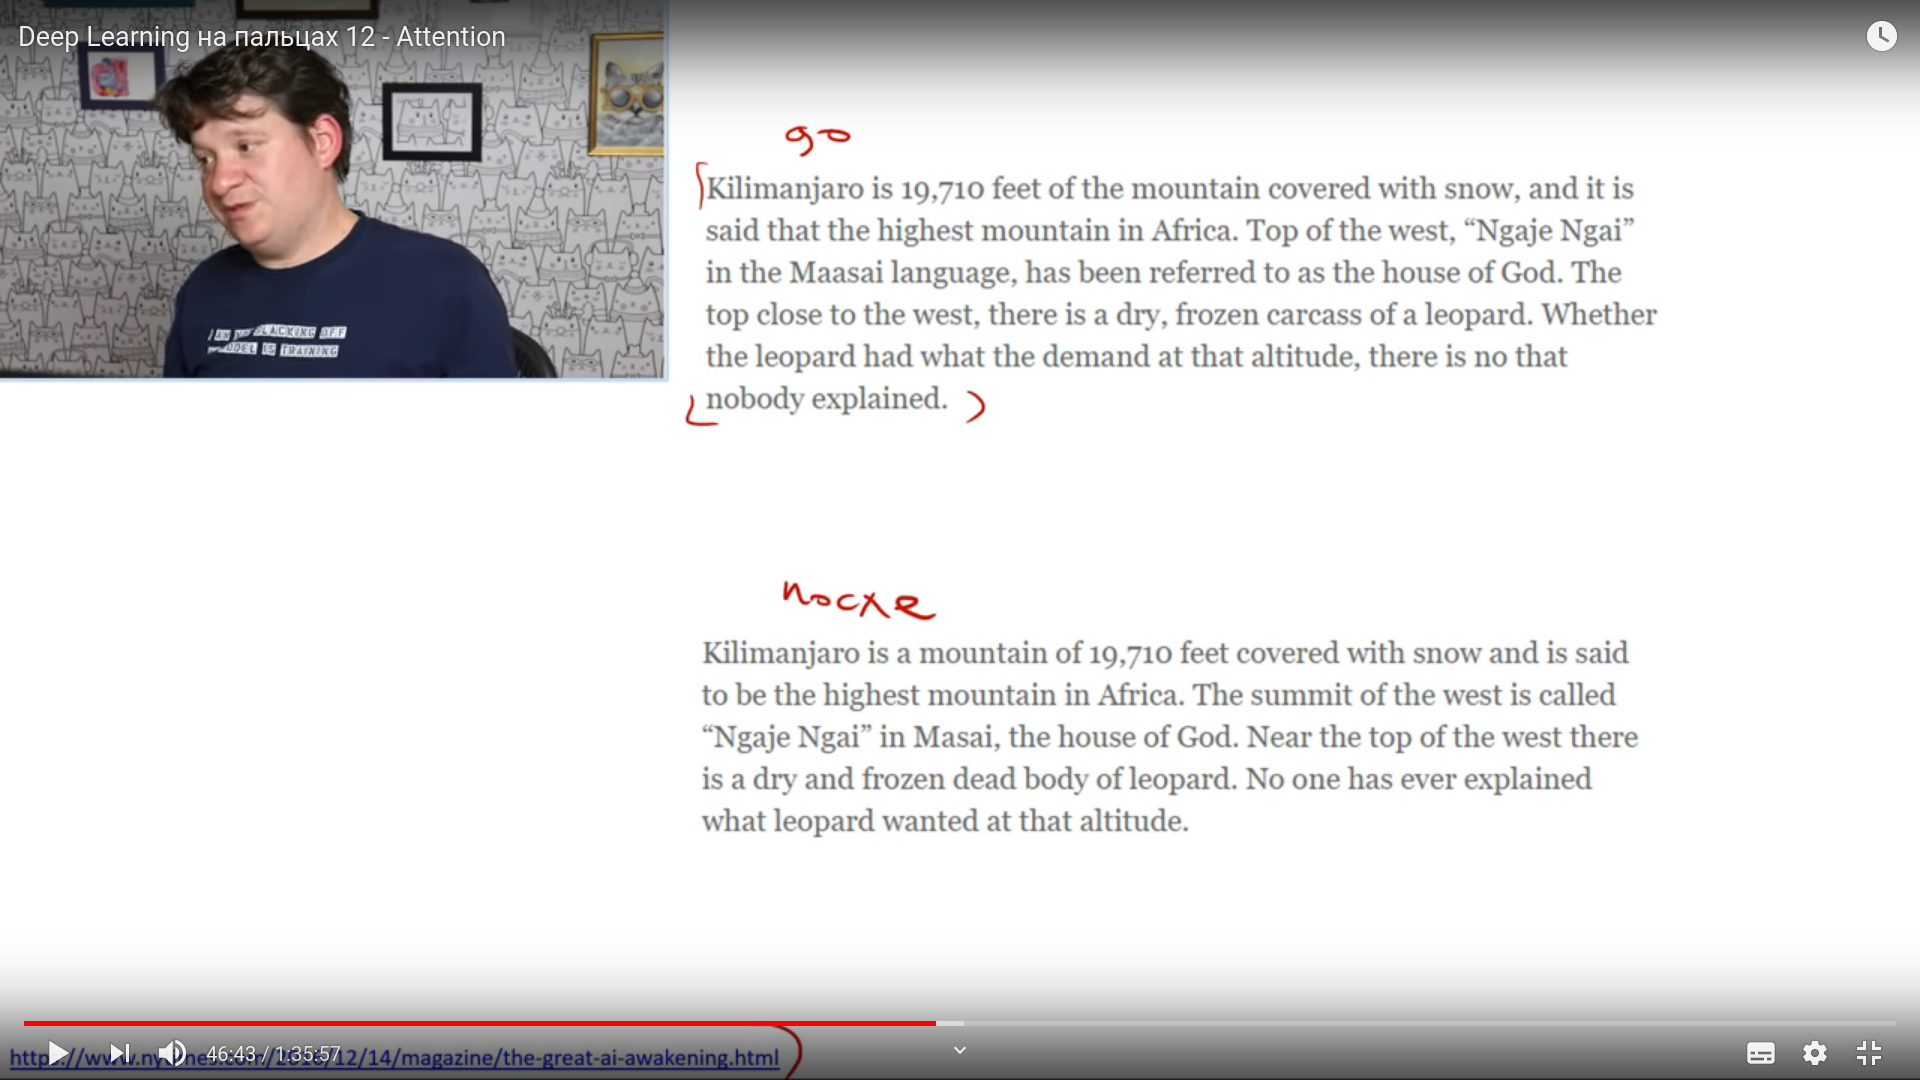 Deep Learning на пальцах 12 - Attention
до
Kilimanjaro is 19,710 feet of the mountain covered with snow, and it is
said that the highest mountain in Africa. Top of the west, “Ngaje Ngai”
in the Maasai language, has been referred to as the house of God. The
top close to the west, there is a dry, frozen carcass of a leopard. Whether
the leopard had what the demand at that altitude, there is no that
nobody explained.
SLACKING OFF
MODEL IS TRAINING
после
Kilimanjaro is a mountain of 19,710 feet covered with snow and is said
to be the highest mountain in Africa. The summit of the west is called
“Ngaje Ngai” in Masai, the house of God. Near the top of the west there
is a dry and frozen dead body of leopard. No one has ever explained
what leopard wanted at that altitude.
46:43 / 1:35:57
https://www.nytimes.com/2016/12/14/magazine/the-great-ai-awakening.html